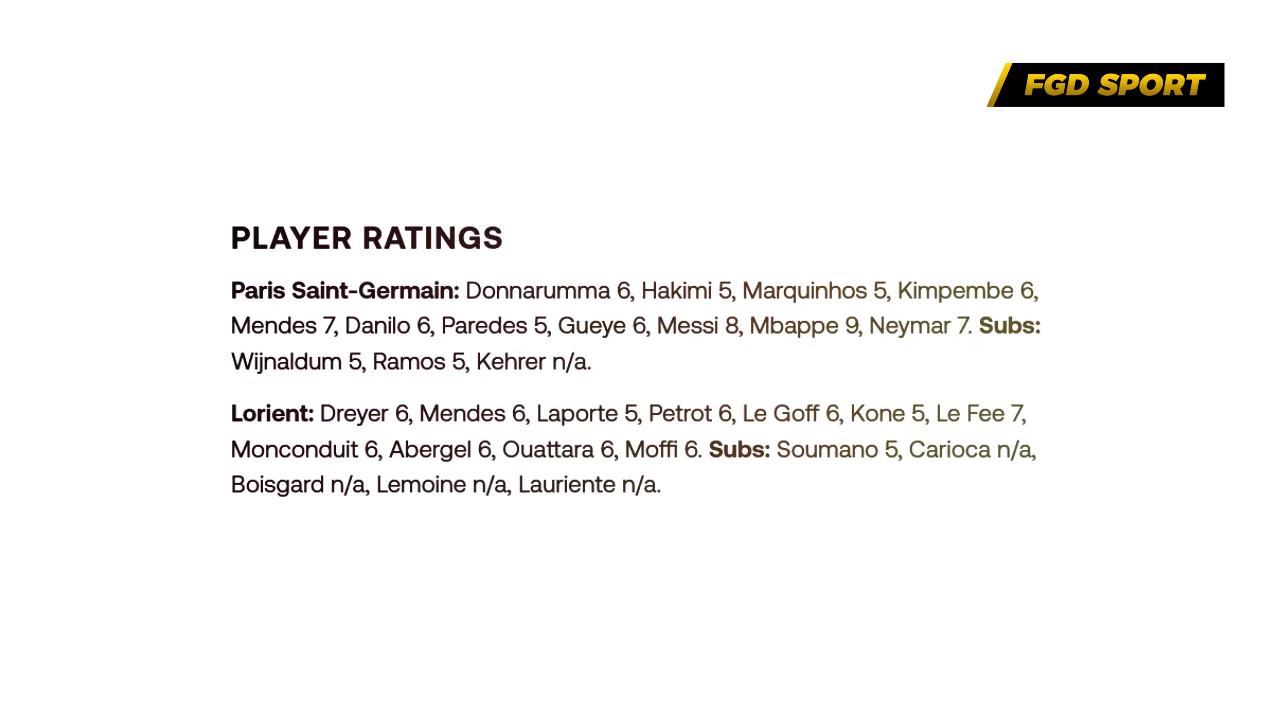 FGD SPORT
PLAYER RATINGS
Paris Saint-Germain: Donnarumma 6, Hakimi 5, Marquinhos 5, Kimpembe 6,
Mendes 7, Danilo 6, Paredes 5, Gueye 6, Messi 8, Mbappe 9, Neymar 7. Subs:
Wijnaldum 5, Ramos 5, Kehrer n/a.
Lorient: Dreyer 6, Mendes 6, Laporte 5, Petrot 6, Le Goff 6, Kone 5, Le Fee 7,
Monconduit 6, Abergel 6, Ouattara 6, Moffi 6. Subs: Soumano 5, Carioca n/a,
Boisgard n/a, Lemoine n/a, Lauriente n/a.